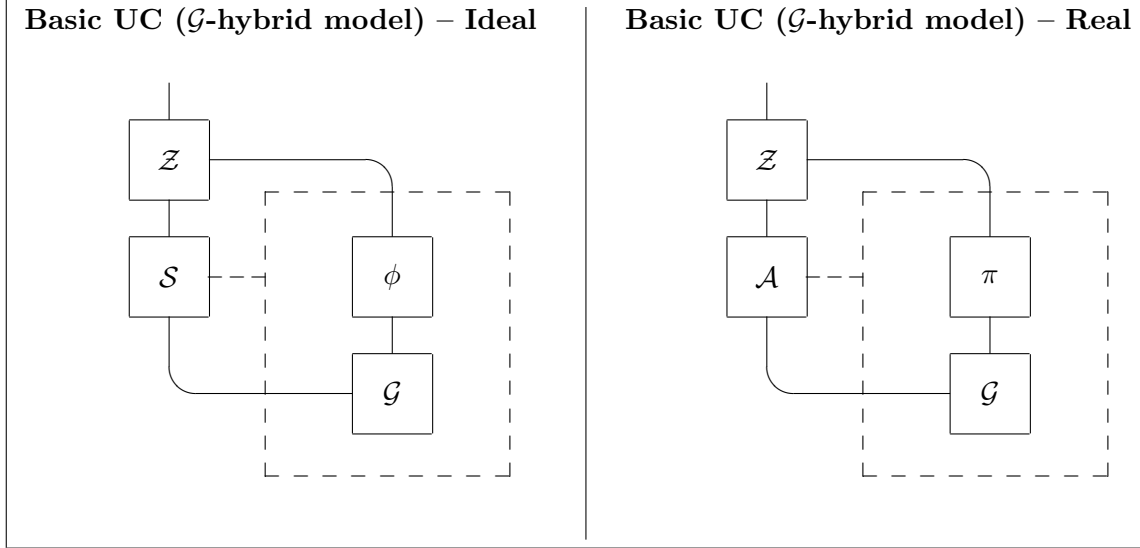 Basic UC (𝒢-hybrid model) – Ideal
𝒵
𝒮
ϕ
𝒢
Basic UC (𝒢-hybrid model) – Real
𝒵
𝒜
π
𝒢